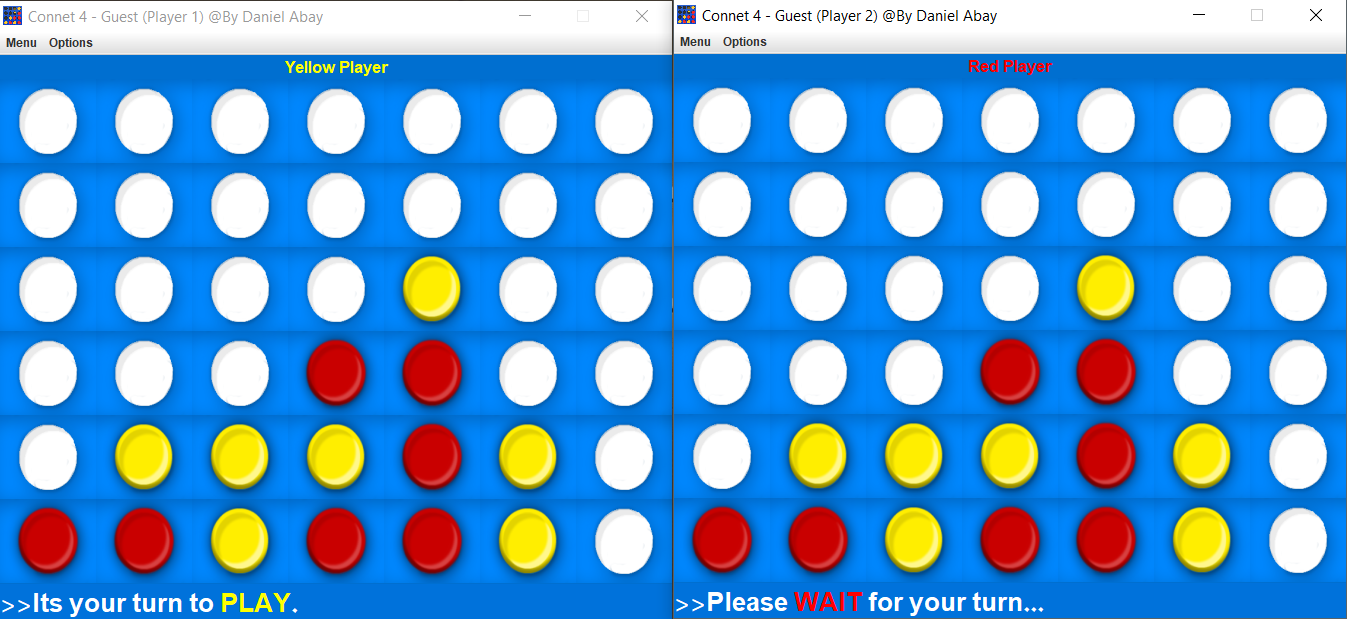 Connet 4 - Guest (Player 1) @By Daniel Abay
Menu Options
Yellow Player
>>Its your turn to PLAY.
Connet 4 - Guest (Player 2) @By Daniel Abay
Menu Options
Red Player
>>Please WAIT for your turn...